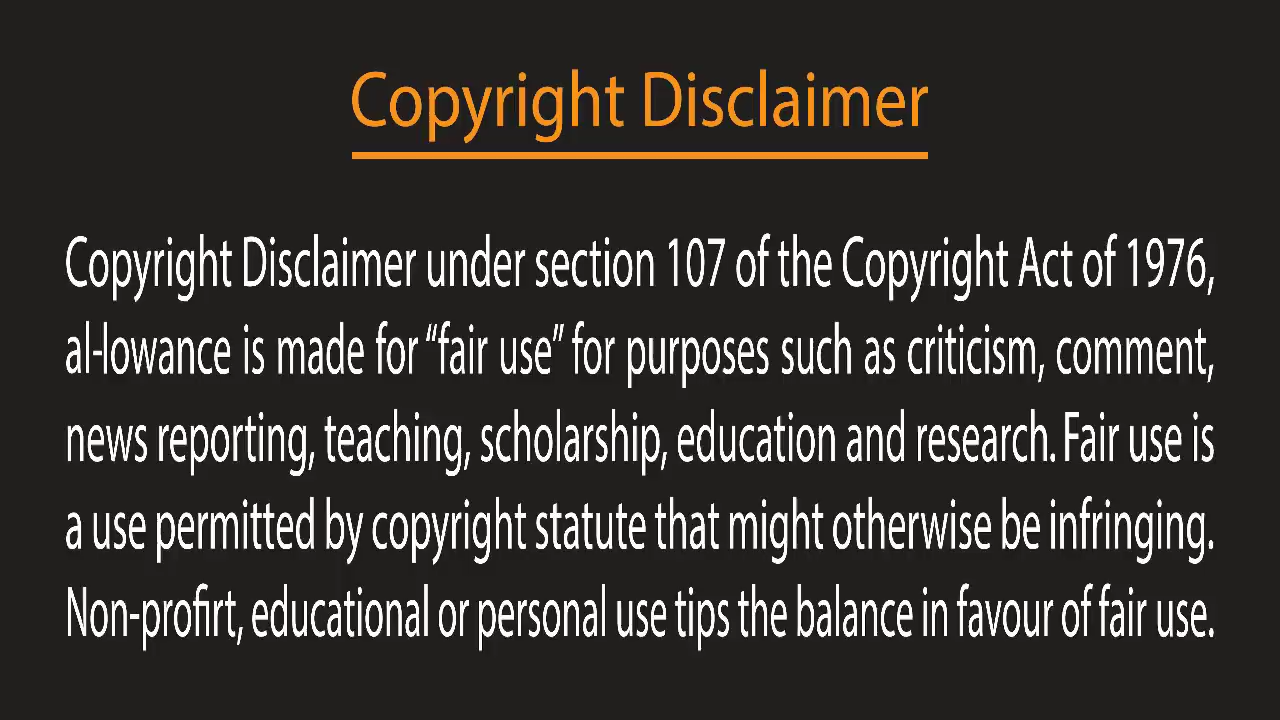 Copyright Disclaimer
Copyright Disclaimer under section 107 of the Copyright Act of 1976,
al-lowance is made for “fair use” for purposes such as criticism, comment,
news reporting, teaching, scholarship, education and research. Fair use is
a use permitted by copyright statute that might otherwise be infringing.
Non-profirt, educational or personal use tips the balance in favour of fair use.